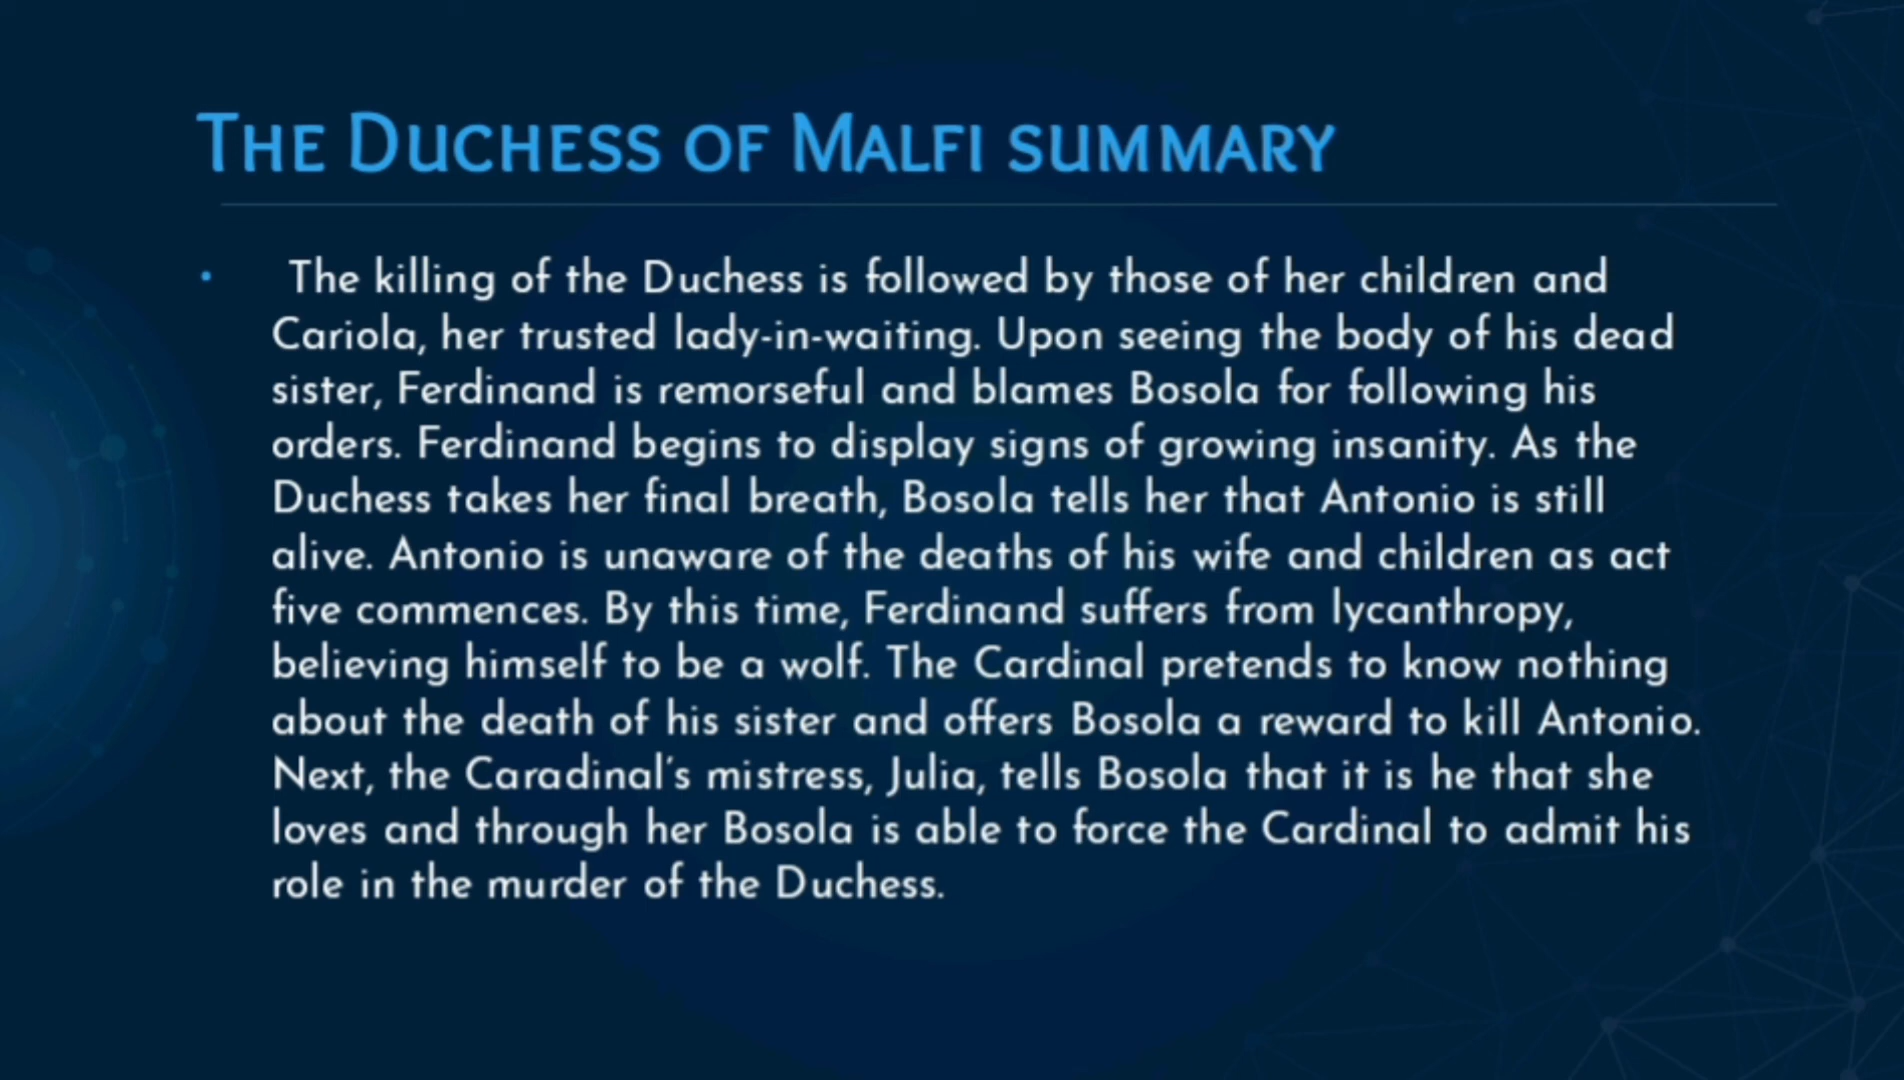 The Duchess of Malfi summary
• The killing of the Duchess is followed by those of her children and
Cariola, her trusted lady-in-waiting. Upon seeing the body of his dead
sister, Ferdinand is remorseful and blames Bosola for following his
orders. Ferdinand begins to display signs of growing insanity. As the
Duchess takes her final breath, Bosola tells her that Antonio is still
alive. Antonio is unaware of the deaths of his wife and children as act
five commences. By this time, Ferdinand suffers from lycanthropy,
believing himself to be a wolf. The Cardinal pretends to know nothing
about the death of his sister and offers Bosola a reward to kill Antonio.
Next, the Caradinal's mistress, Julia, tells Bosola that it is he that she
loves and through her Bosola is able to force the Cardinal to admit his
role in the murder of the Duchess.